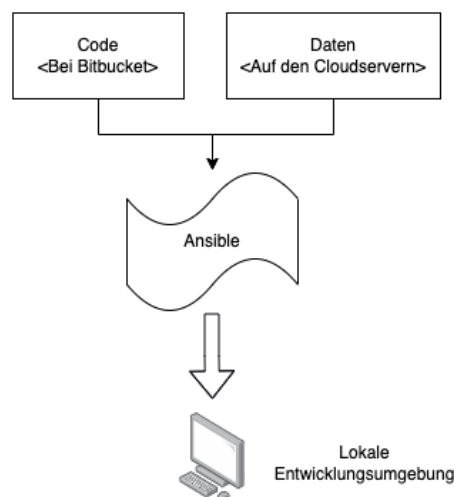 Code
<Bei Bitbucket>
Daten
<Auf den Cloudservern>
Ansible
Lokale
Entwicklungsumgebung